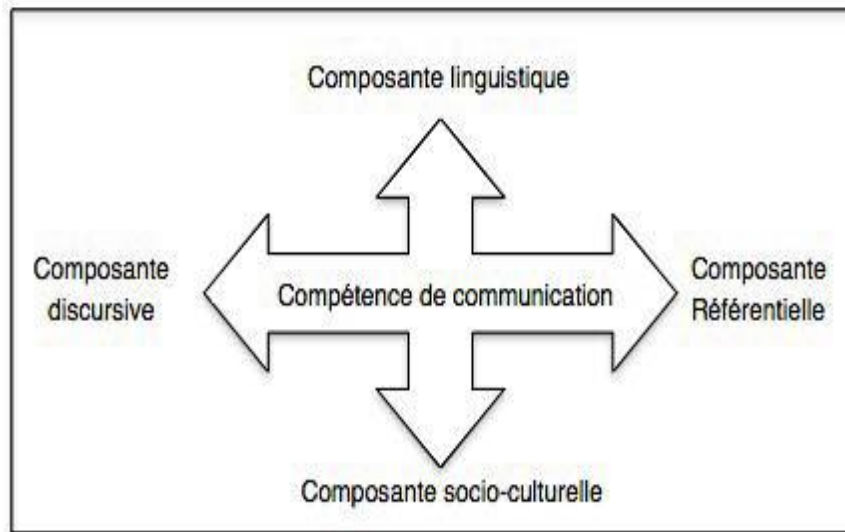 Composante linguistique
Composante
discursive
Compétence de communication
Composante
Référentielle
Composante socio-culturelle